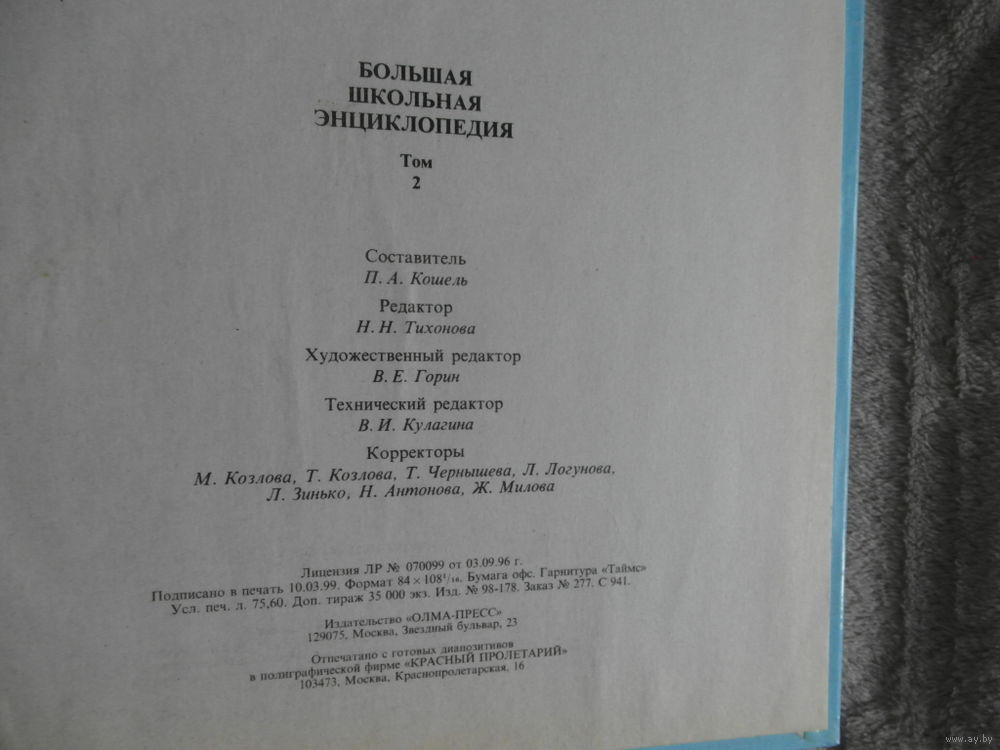 БОЛЬШАЯ
ШКОЛЬНАЯ
ЭНЦИКЛОПЕДИЯ
Том
2
Составитель
П. А. Кошель
Редактор
Н. Н. Тихонова
Художественный редактор
В. Е. Горин
Технический редактор
В. И. Кулагина
Корректоры
М. Козлова, Т. Козлова, Т. Чернышева, Л. Логунова,
Л. Зинько, Н. Антонова, Ж. Милова
Лицензия ЛР № 070099 от 03.09.96 г.
Подписано в печать 10.03.99. Формат 84 × 108¹/₁₆. Бумага офс. Гарнитура «Таймс»
Усл. печ. л. 75,60. Доп. тираж 35 000 экз. Изд. № 98-178. Заказ № 277. С 941.
Издательство «ОЛМА-ПРЕСС»
129075, Москва, Звездный бульвар, 23
Отпечатано с готовых диапозитивов
в полиграфической фирме «КРАСНЫЙ ПРОЛЕТАРИЙ»
103473, Москва, Краснопролетарская, 16
www.ay.by